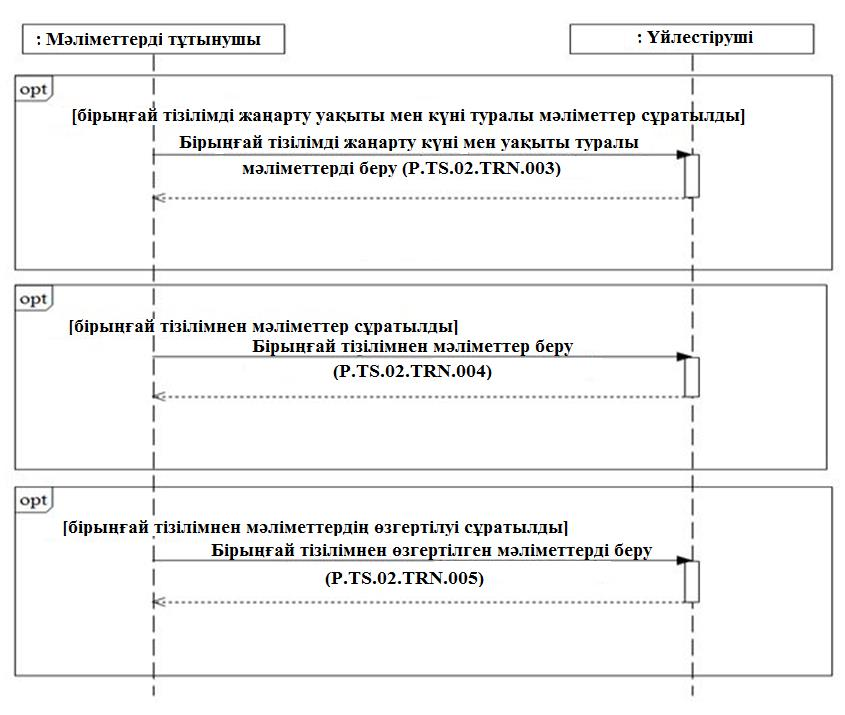 : Мәліметтерді тұтынушы
: Үйлестіруші
opt
[бірыңғай тізілімді жаңарту уақыты мен күні туралы мәліметтер сұратылды]
Бірыңғай тізілімді жаңарту күні мен уақыты туралы
мәліметтерді беру (P.TS.02.TRN.003)
opt
[бірыңғай тізілімнен мәліметтер сұратылды]
Бірыңғай тізілімнен мәліметтер беру
(P.TS.02.TRN.004)
opt
[бірыңғай тізілімнен мәліметтердің өзгертілуі сұратылды]
Бірыңғай тізілімнен өзгертілген мәліметтерді беру
(P.TS.02.TRN.005)